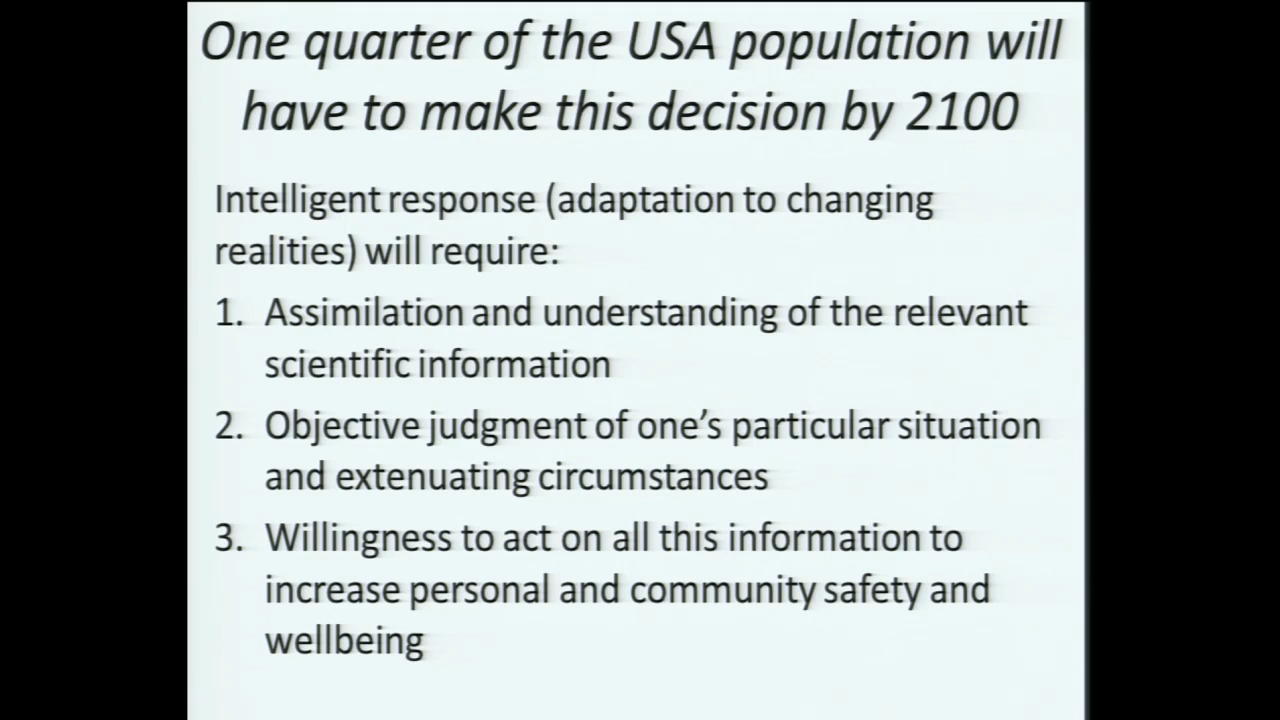 One quarter of the USA population will
have to make this decision by 2100
Intelligent response (adaptation to changing
realities) will require:
1. Assimilation and understanding of the relevant
scientific information
2. Objective judgment of one’s particular situation
and extenuating circumstances
3. Willingness to act on all this information to
increase personal and community safety and
wellbeing